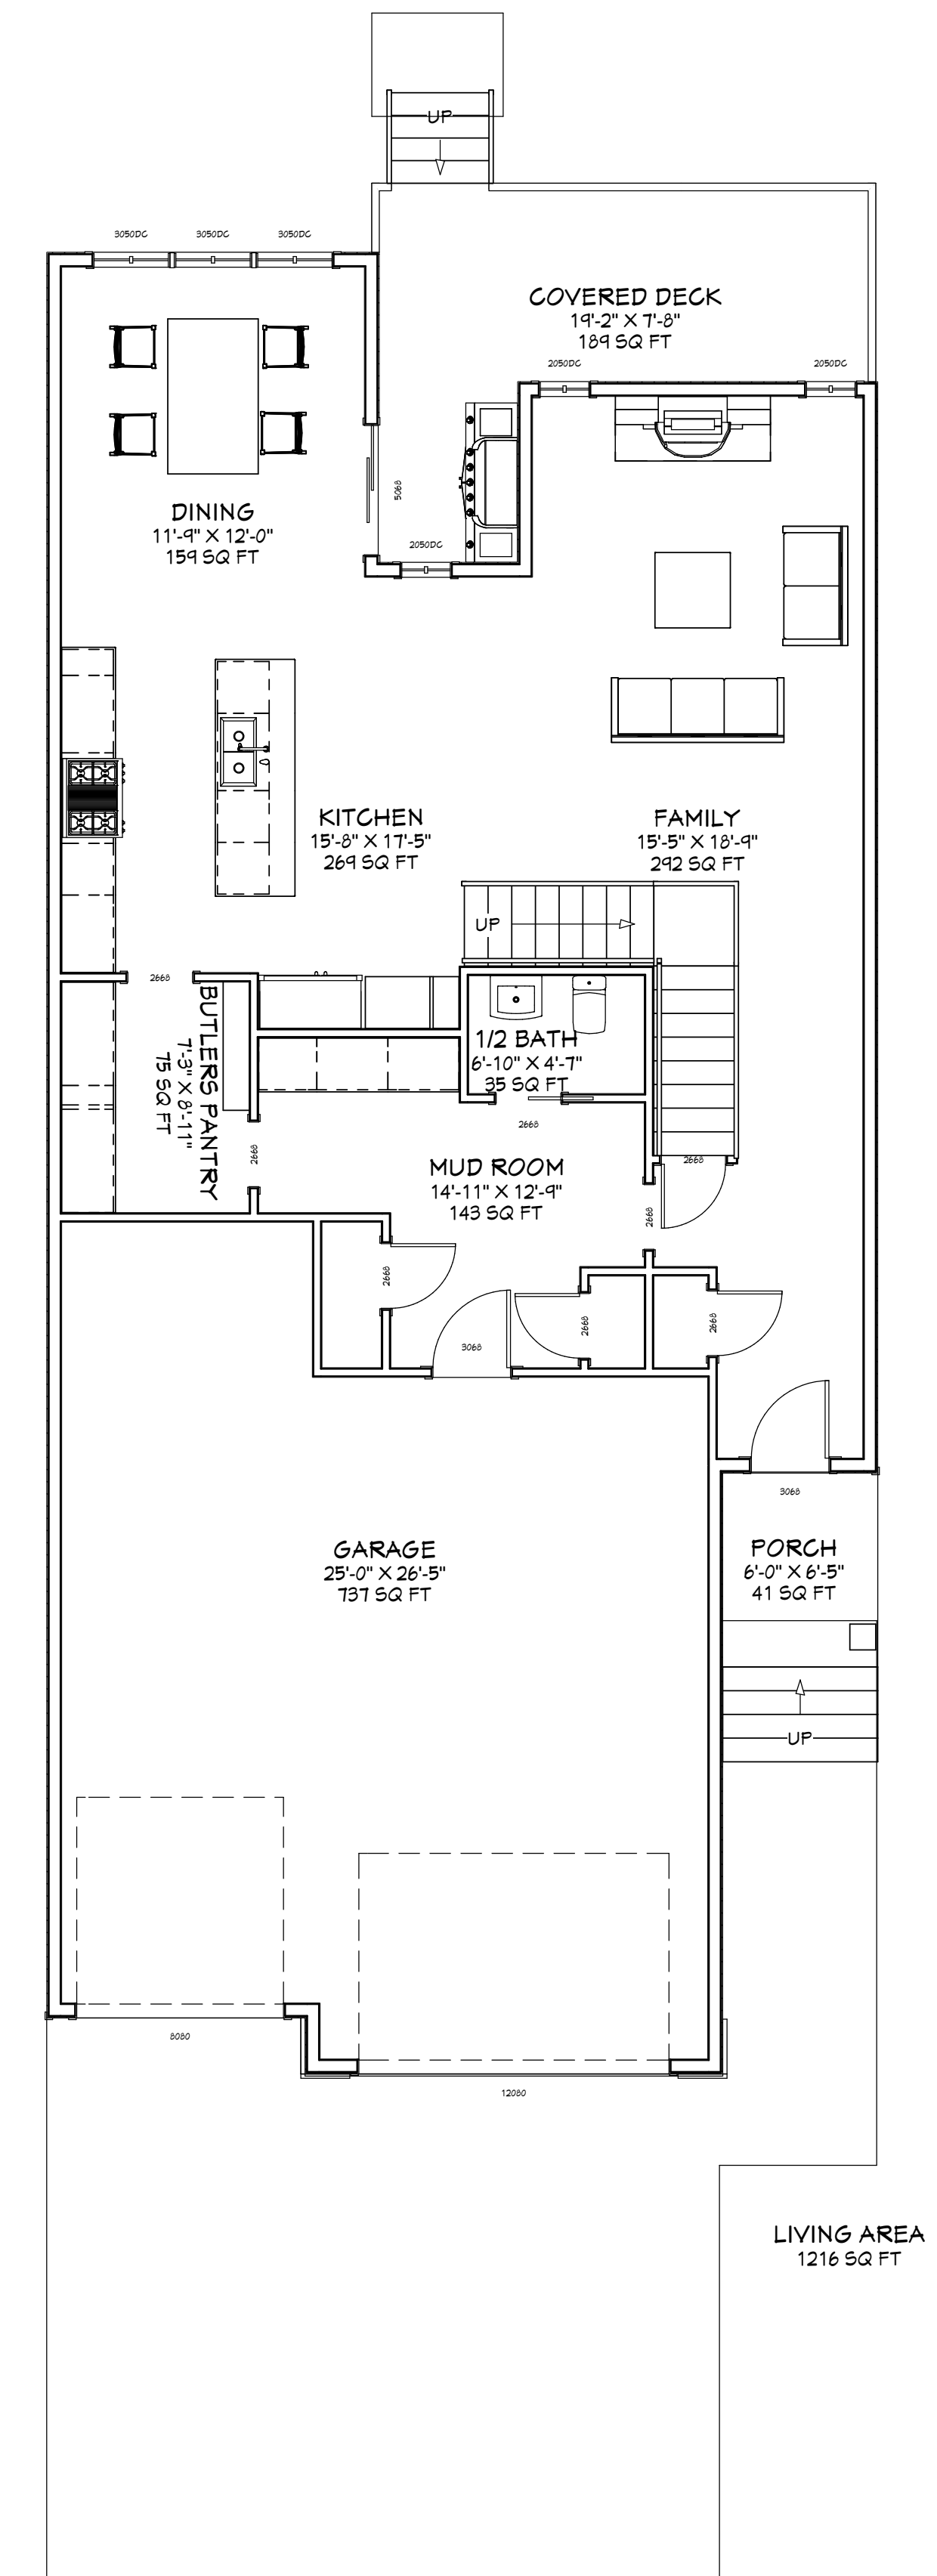 UP
3050DC 3050DC 3050DC
COVERED DECK
19'-2" X 7'-8"
189 SQ FT
2050DC 2050DC
5068
DINING
11'-9" X 12'-0"
159 SQ FT
2050DC
KITCHEN
15'-8" X 17'-5"
269 SQ FT
FAMILY
15'-5" X 18'-9"
292 SQ FT
UP
2668
BUTLERS PANTRY
7'-3" X 8'-11"
75 SQ FT
1/2 BATH
6'-10" X 4'-7"
35 SQ FT
2668
2668
MUD ROOM
14'-11" X 12'-9"
143 SQ FT
2668
2668
2668
3068
2668
2668
3068
GARAGE
25'-0" X 26'-5"
737 SQ FT
PORCH
6'-0" X 6'-5"
41 SQ FT
UP
8080
12080
LIVING AREA
1216 SQ FT